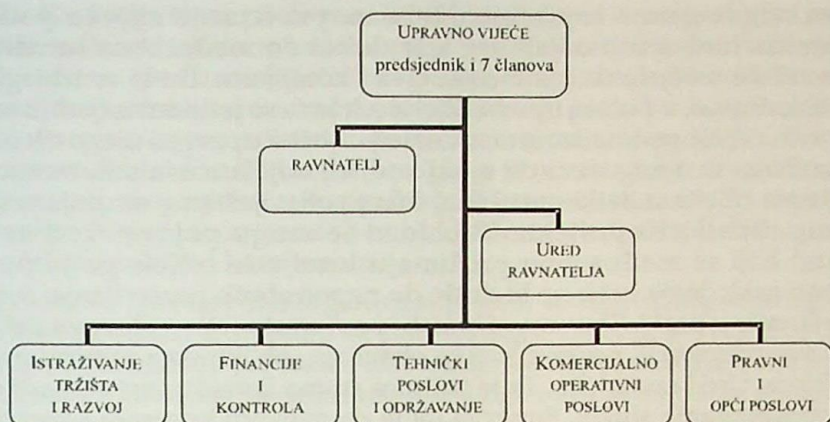 UPRAVNO VIJEĆE
predsjednik i 7 članova
RAVNATELJ
URED
RAVNATELJA
ISTRAŽIVANJE
TRŽIŠTA
I RAZVOJ
FINANCIJE
I
KONTROLA
TEHNIČKI
POSLOVI
I ODRŽAVANJE
KOMERCIJALNO
OPERATIVNI
POSLOVI
PRAVNI
I
OPĆI POSLOVI